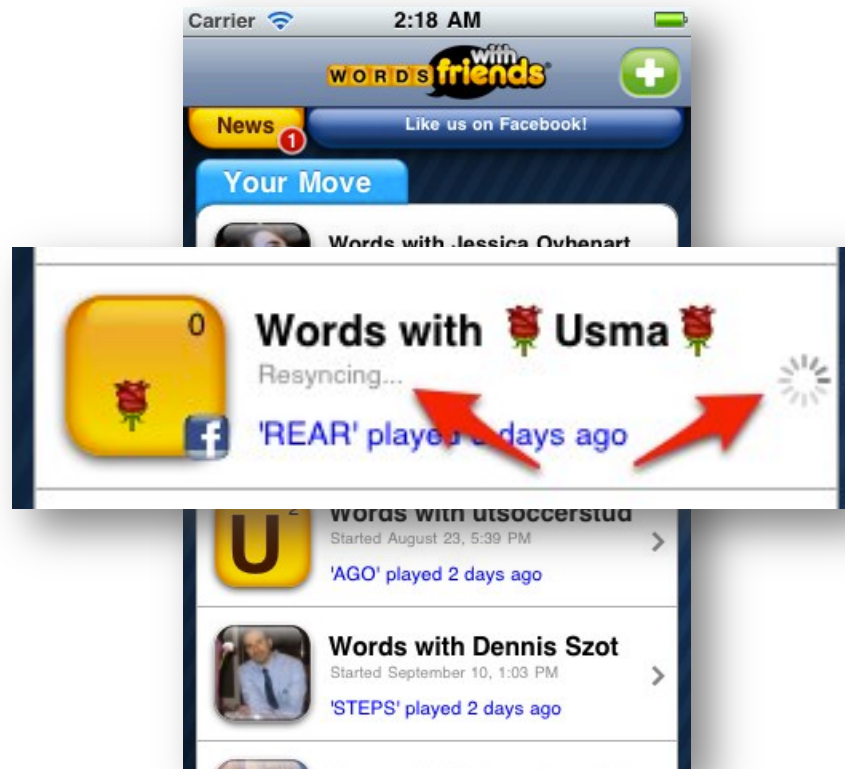 Carrier 2:18 AM
WORDS with friends
News 1
Like us on Facebook!
Your Move
Words with Jessica Ovhenart
0
Words with 🌹Usma🌹
Resyncing...
'REAR' played days ago
U 2
Words with utsoccerstud
Started August 23, 5:39 PM
'AGO' played 2 days ago
Words with Dennis Szot
Started September 10, 1:03 PM
'STEPS' played 2 days ago